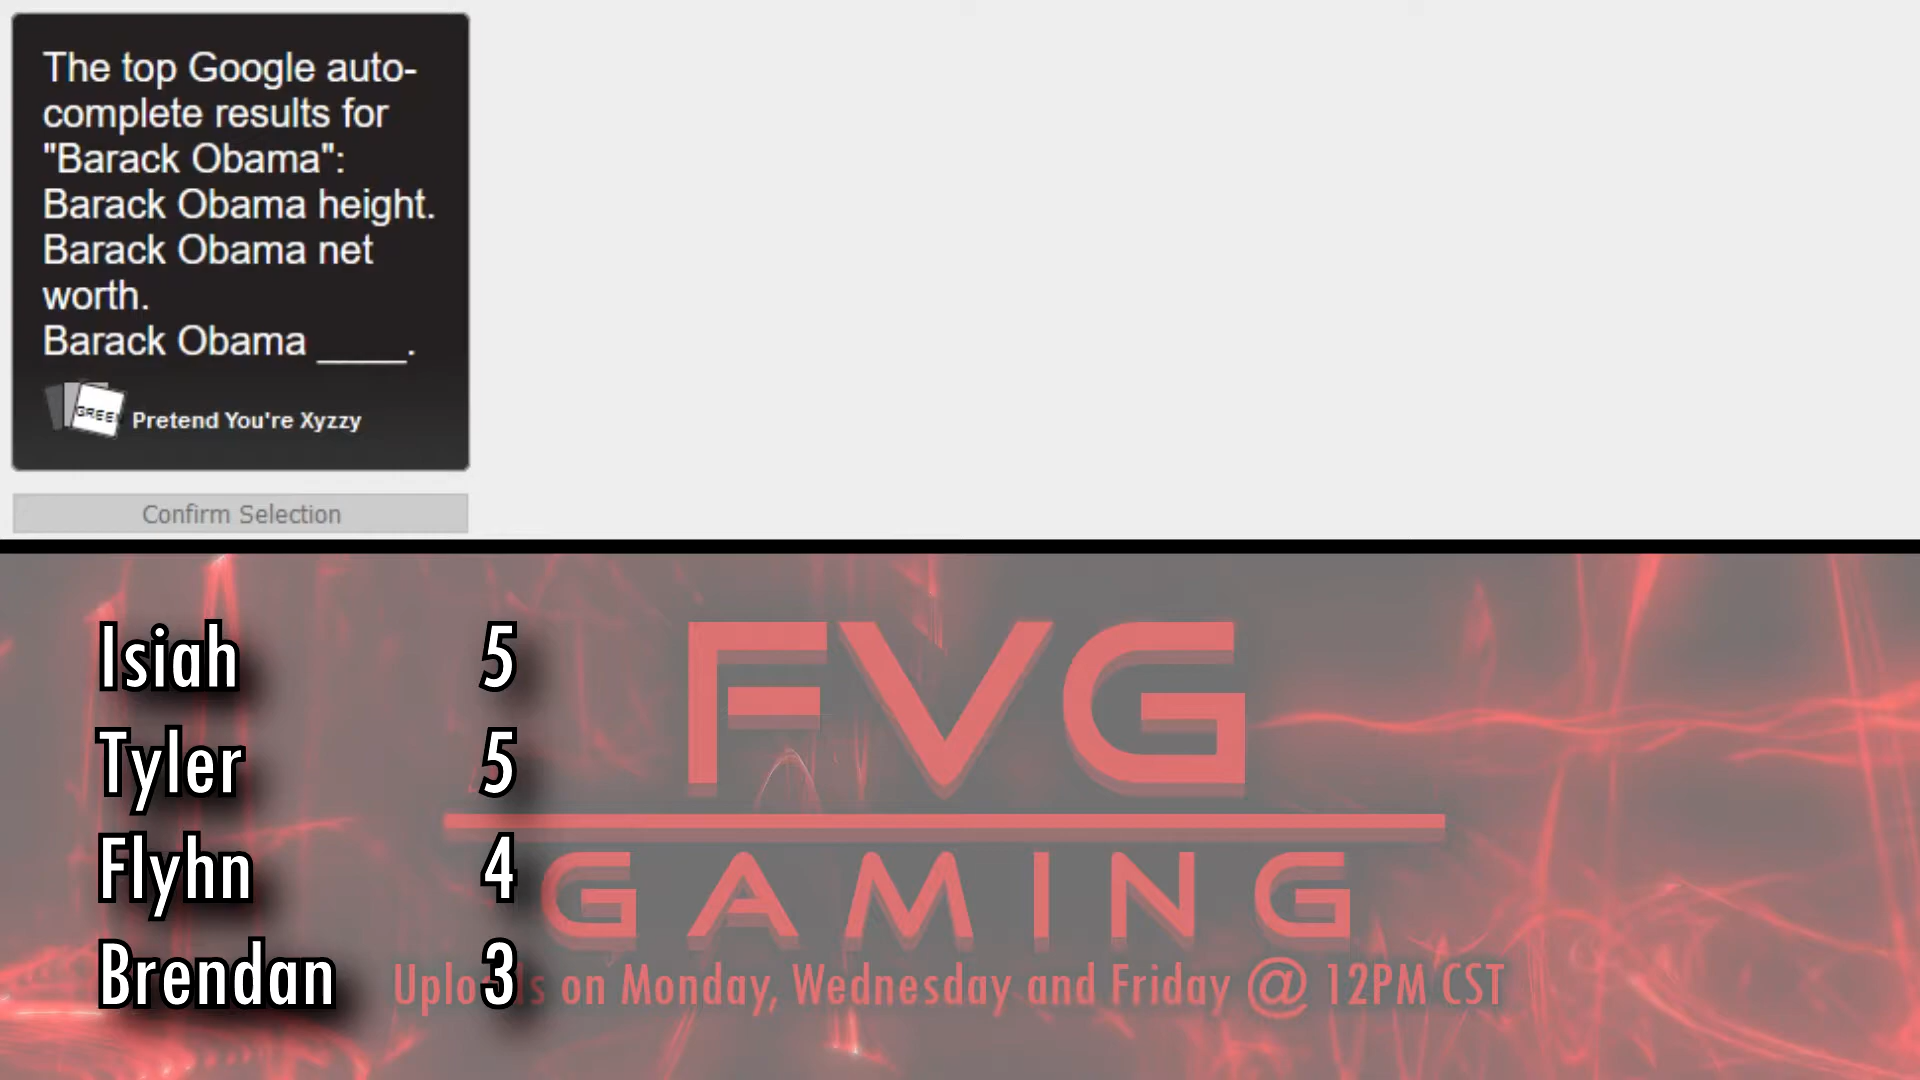 The top Google auto-
complete results for
"Barack Obama":
Barack Obama height.
Barack Obama net
worth.
Barack Obama ____.
GREE
Pretend You're Xyzzy
Confirm Selection
Isiah 5
Tyler 5
Flyhn 4
Brendan 3
FVG
GAMING
Uploads on Monday, Wednesday and Friday @ 12PM CST